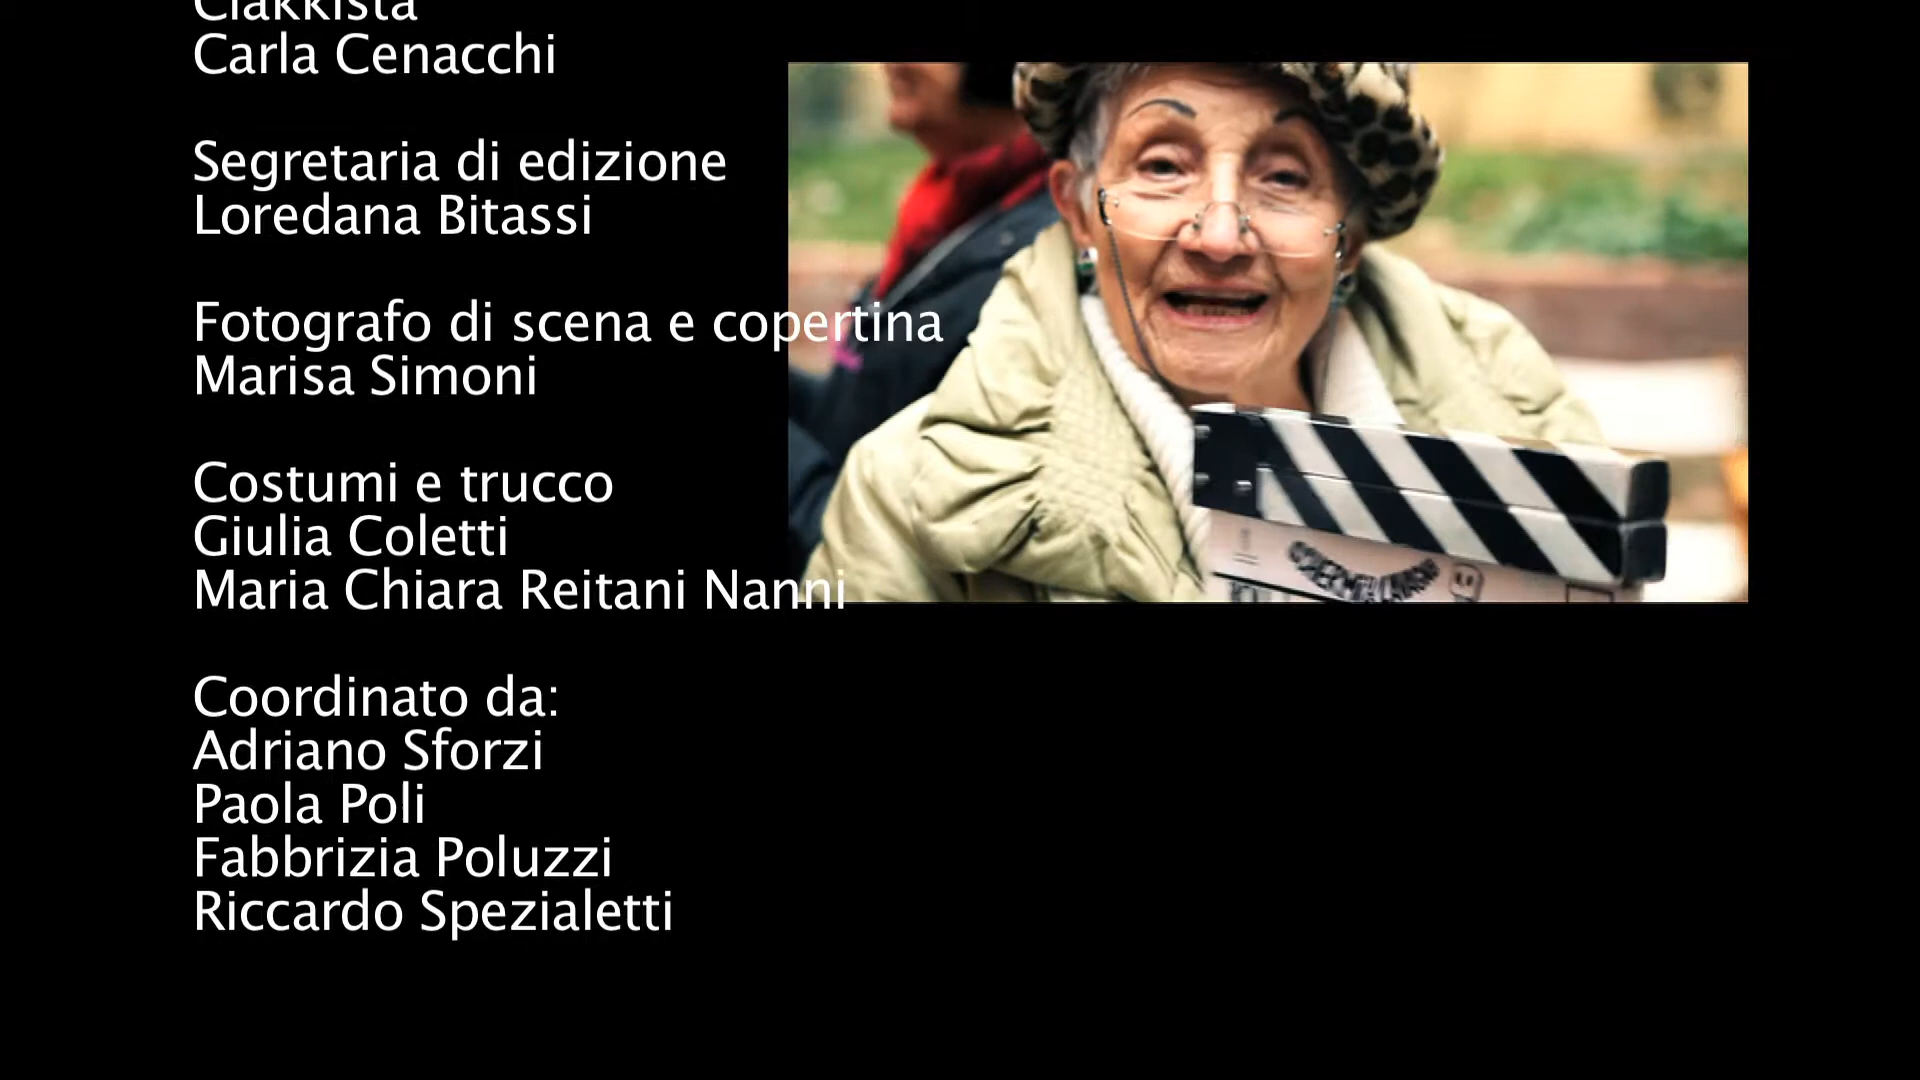 Ciakkista
Carla Cenacchi
Segretaria di edizione
Loredana Bitassi
Fotografo di scena e copertina
Marisa Simoni
Costumi e trucco
Giulia Coletti
Maria Chiara Reitani Nanni
Coordinato da:
Adriano Sforzi
Paola Poli
Fabbrizia Poluzzi
Riccardo Spezialetti